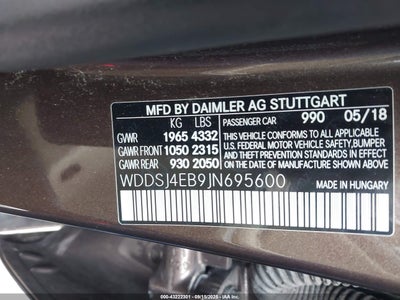 MFD BY DAIMLER AG STUTTGART
KG LBS
PASSENGER CAR 990 05/18
GVWR 1965 4332
GAWR FRONT 1050 2315
GAWR REAR 930 2050
THIS VEHICLE CONFORMS TO ALL APPLICABLE
U.S. FEDERAL MOTOR VEHICLE SAFETY, BUMPER
AND THEFT PREVENTION STANDARDS IN
EFFECT ON THE DATE OF MANUFACTURE SHOWN ABOVE
WDDSJ4EB9JN695600
MADE IN HUNGARY